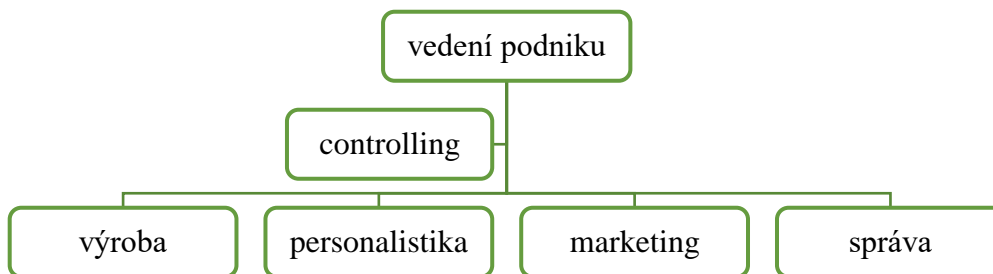 vedení podniku
controlling
výroba
personalistika
marketing
správa